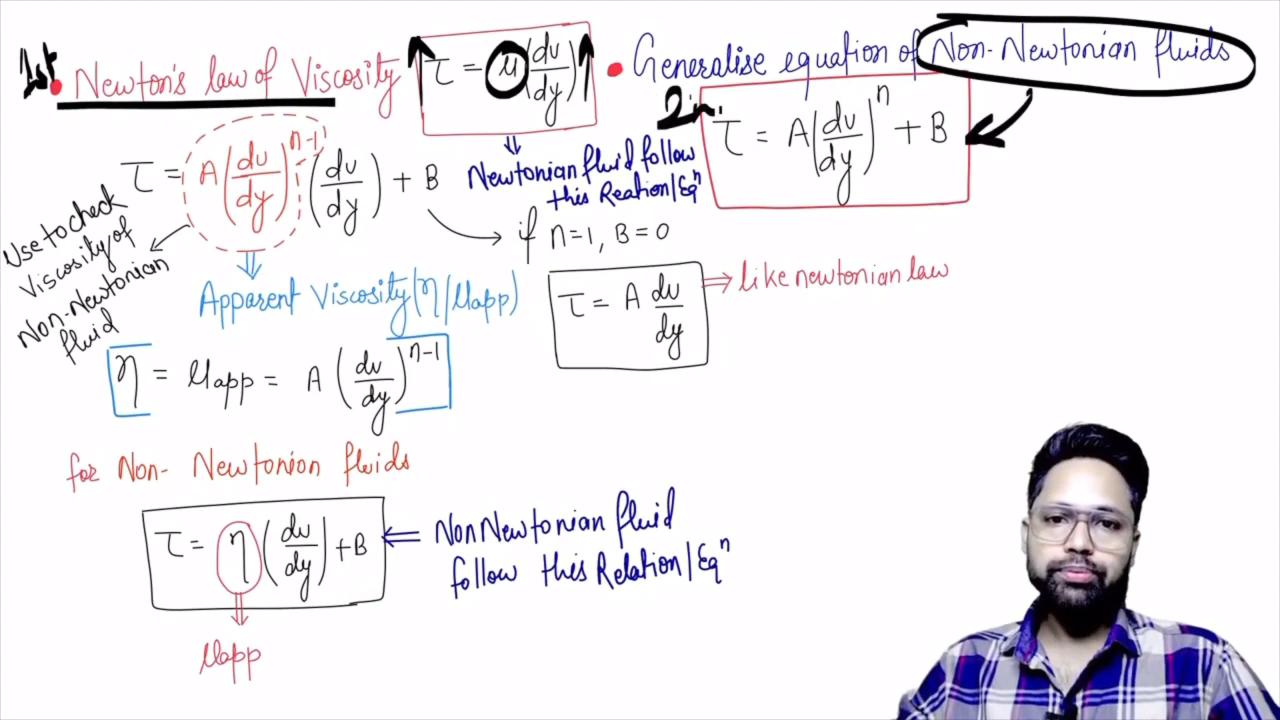 1st. Newton's law of Viscosity
τ = μ(du/dy)
Generalise equation of Non-Newtonian fluids
2nd.
τ = A(du/dy)^n + B
τ = A(du/dy)^n-1 (du/dy) + B
Newtonian fluid follow
this Reation/Eqⁿ
if n=1, B=0
Use to check
Viscosity of
Non-Newtonian
fluid
Apparent Viscosity(η/μapp)
τ = A du/dy
like newtonian law
η = μapp = A (du/dy)^n-1
for Non- Newtonion fluids
τ = η (du/dy) + B
Non Newtonian fluid
follow this Relation/Eqⁿ
μapp